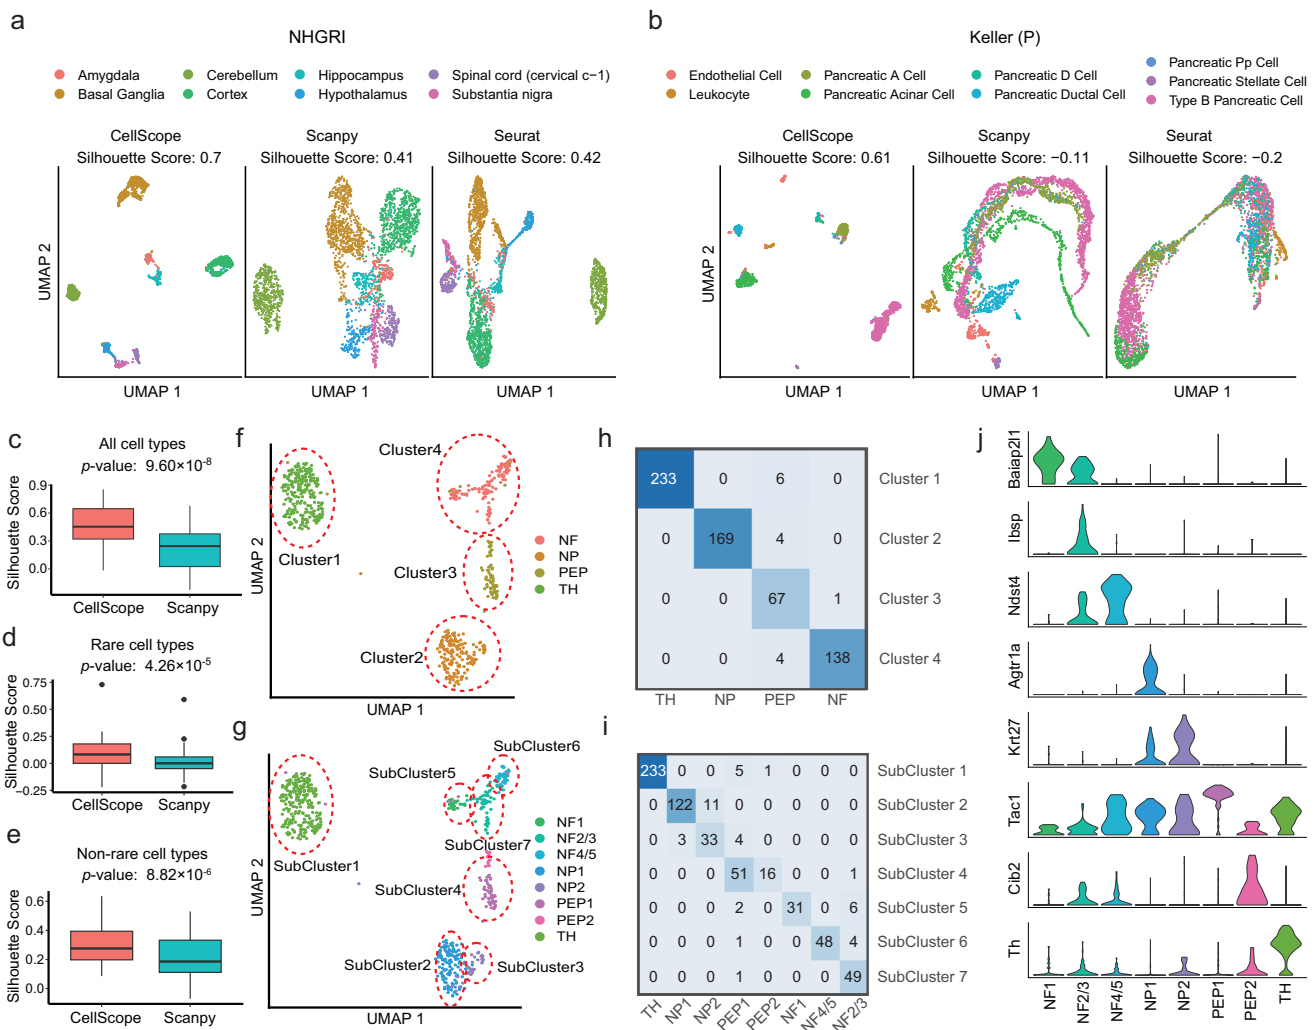 a
NHGRI
Amygdala
Cerebellum
Hippocampus
Spinal cord (cervical c−1)
Basal Ganglia
Cortex
Hypothalamus
Substantia nigra
CellScope
Silhouette Score: 0.7
Scanpy
Silhouette Score: 0.41
Seurat
Silhouette Score: 0.42
UMAP 2
UMAP 1
UMAP 1
UMAP 1
b
Keller (P)
Endothelial Cell
Pancreatic A Cell
Pancreatic D Cell
Pancreatic Pp Cell
Leukocyte
Pancreatic Acinar Cell
Pancreatic Ductal Cell
Pancreatic Stellate Cell
Type B Pancreatic Cell
CellScope
Silhouette Score: 0.61
Scanpy
Silhouette Score: −0.11
Seurat
Silhouette Score: −0.2
UMAP 2
UMAP 1
UMAP 1
UMAP 1
c
All cell types
p-value: 9.60×10-8
Silhouette Score
0.9
0.6
0.3
0.0
CellScope
Scanpy
d
Rare cell types
p-value: 4.26×10-5
Silhouette Score
0.75
0.50
0.25
0.00
−0.25
CellScope
Scanpy
e
Non-rare cell types
p-value: 8.82×10-6
Silhouette Score
0.6
0.4
0.2
0.0
CellScope
Scanpy
f
Cluster4
Cluster1
Cluster3
Cluster2
NF
NP
PEP
TH
UMAP 2
UMAP 1
g
SubCluster6
SubCluster5
SubCluster7
SubCluster1
SubCluster4
SubCluster2
SubCluster3
NF1
NF2/3
NF4/5
NP1
NP2
PEP1
PEP2
TH
UMAP 2
UMAP 1
h
233 0 6 0 Cluster 1
0 169 4 0 Cluster 2
0 0 67 1 Cluster 3
0 0 4 138 Cluster 4
TH NP PEP NF
i
233 0 0 5 1 0 0 0 SubCluster 1
0 122 11 0 0 0 0 0 SubCluster 2
0 3 33 4 0 0 0 0 SubCluster 3
0 0 0 51 16 0 0 1 SubCluster 4
0 0 0 2 0 31 0 6 SubCluster 5
0 0 0 1 0 0 48 4 SubCluster 6
0 0 0 1 0 0 0 49 SubCluster 7
TH NP1 NP2 PEP1 PEP2 NF1 NF4/5 NF2/3
j
Baiap2l1
Ibsp
Ndst4
Agtr1a
Krt27
Tac1
Cib2
Th
NF1 NF2/3 NF4/5 NP1 NP2 PEP1 PEP2 TH